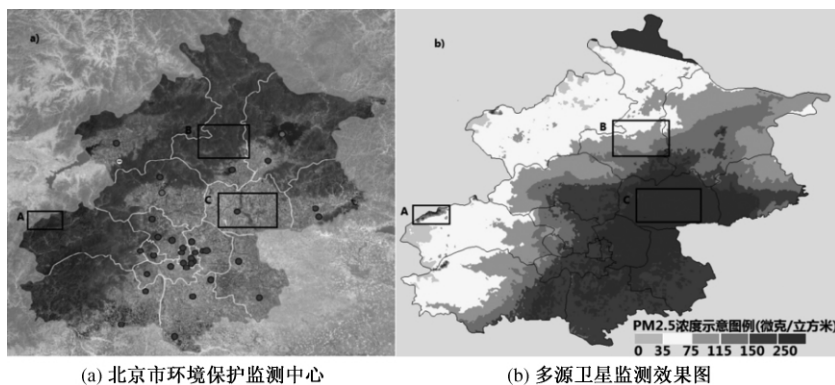 a)
b)
B
B
A
C
A
C
PM2.5浓度示意图例(微克/立方米)
0 35 75 115 150 250
(a) 北京市环境保护监测中心
(b) 多源卫星监测效果图